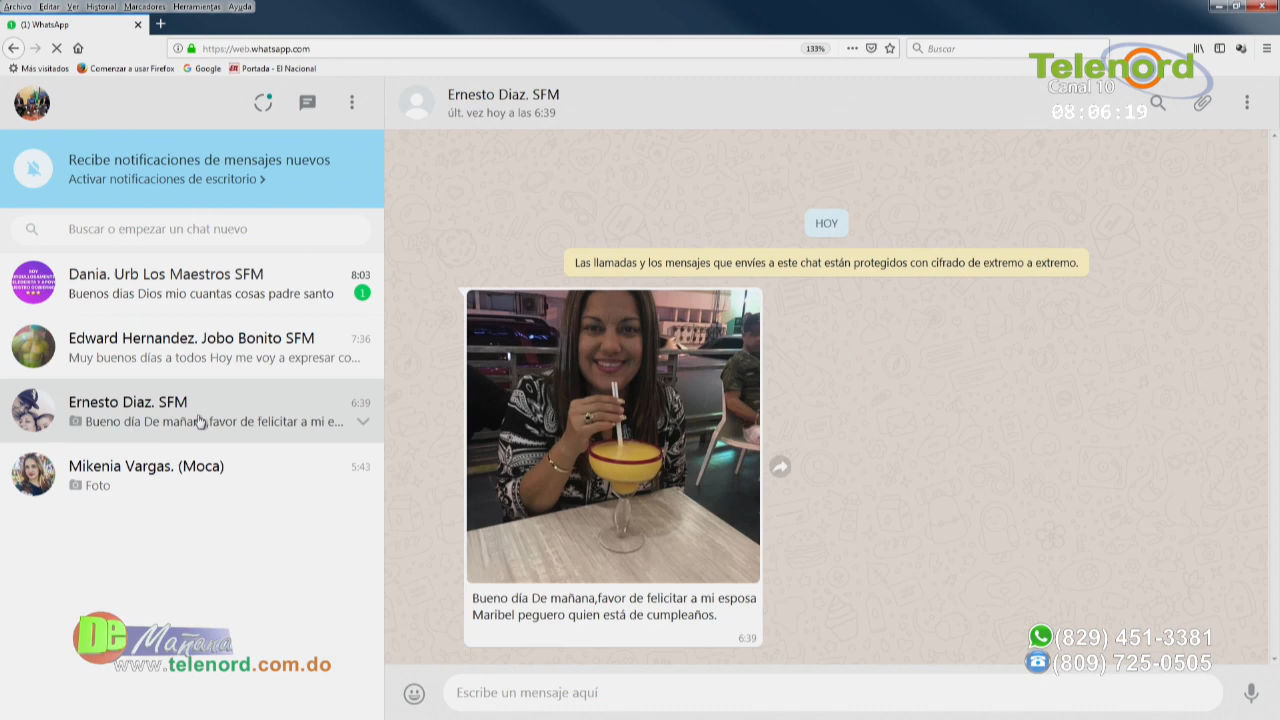 Archivo Editar Ver Historial Marcadores Herramientas Ayuda
(1) WhatsApp
https://web.whatsapp.com
133%
Buscar
Más visitados
Comenzar a usar Firefox
Google
Portada - El Nacional
Telenord
Canal 10
08:06:19
Ernesto Diaz. SFM
últ. vez hoy a las 6:39
Recibe notificaciones de mensajes nuevos
Activar notificaciones de escritorio >
Buscar o empezar un chat nuevo
Dania. Urb Los Maestros SFM 8:03
Buenos dias Dios mio cuantas cosas padre santo 1
Edward Hernandez. Jobo Bonito SFM 7:36
Muy buenos días a todos Hoy me voy a expresar co...
Ernesto Diaz. SFM 6:39
Bueno día De mañana,favor de felicitar a mi e...
Mikenia Vargas. (Moca) 5:43
Foto
HOY
Las llamadas y los mensajes que envíes a este chat están protegidos con cifrado de extremo a extremo.
Bueno día De mañana,favor de felicitar a mi esposa
Maribel peguero quien está de cumpleaños.
6:39
De Mañana
www.telenord.com.do
(829) 451-3381
(809) 725-0505
Escribe un mensaje aquí